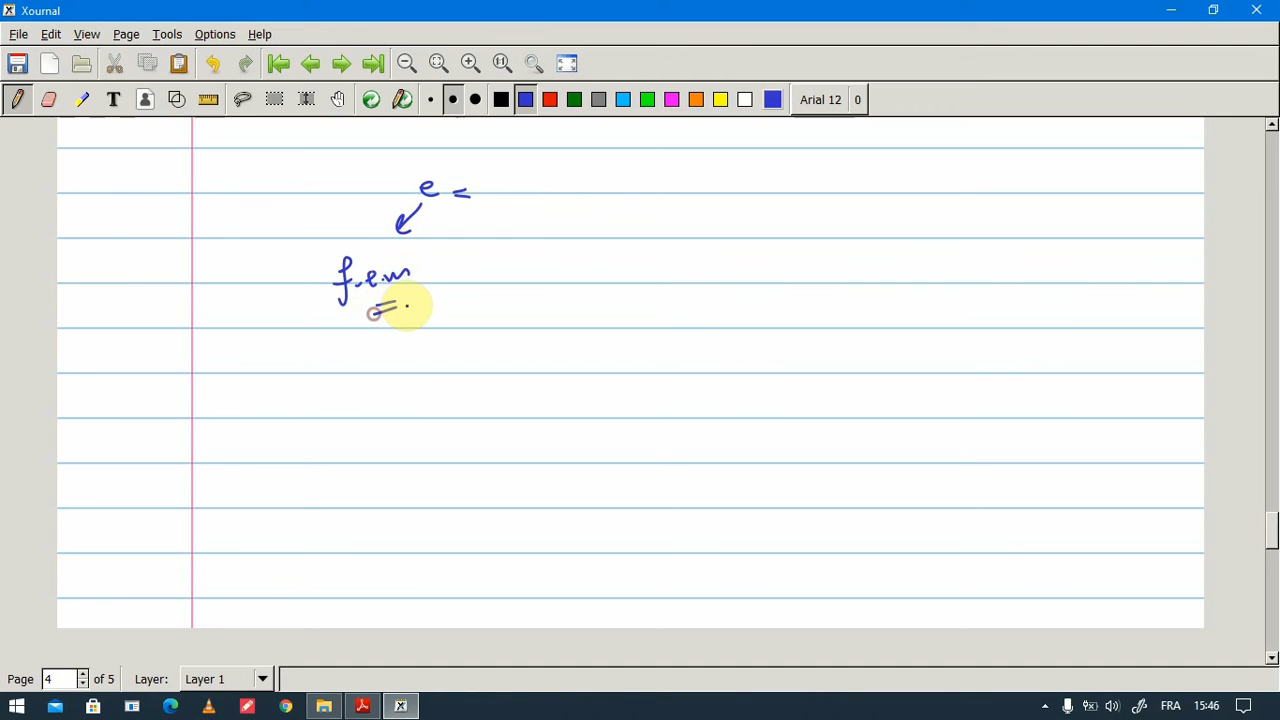 Xournal
File Edit View Page Tools Options Help
Arial 12 0
e =
f.e.m
Page 4 of 5 Layer: Layer 1
FRA 15:46